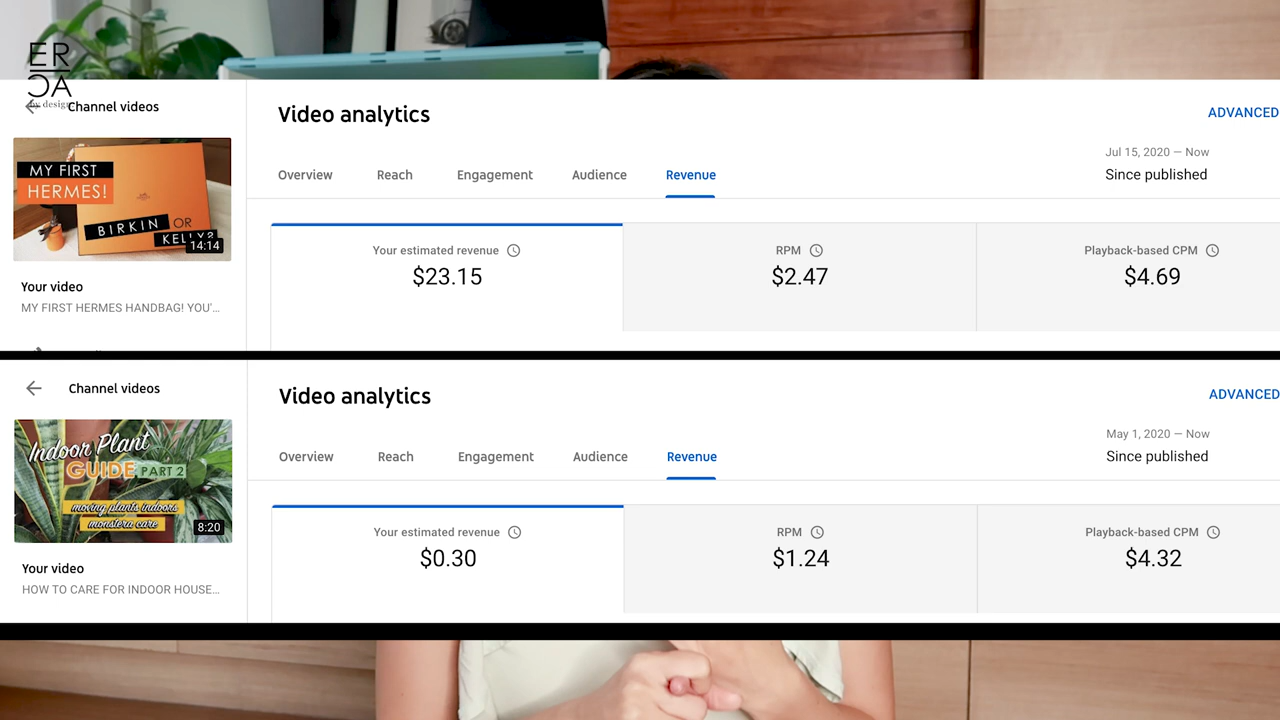 ER
CA
by design
Channel videos
MY FIRST
HERMES!
BIRKIN OR
KELLY?
14:14
Your video
MY FIRST HERMES HANDBAG! YOU'...
Video analytics
ADVANCED
Jul 15, 2020 – Now
Since published
Overview Reach Engagement Audience Revenue
Your estimated revenue
$23.15
RPM
$2.47
Playback-based CPM
$4.69
Channel videos
Indoor Plant
GUIDE PART 2
moving plants indoors
monstera care
8:20
Your video
HOW TO CARE FOR INDOOR HOUSE...
Video analytics
ADVANCED
May 1, 2020 – Now
Since published
Overview Reach Engagement Audience Revenue
Your estimated revenue
$0.30
RPM
$1.24
Playback-based CPM
$4.32